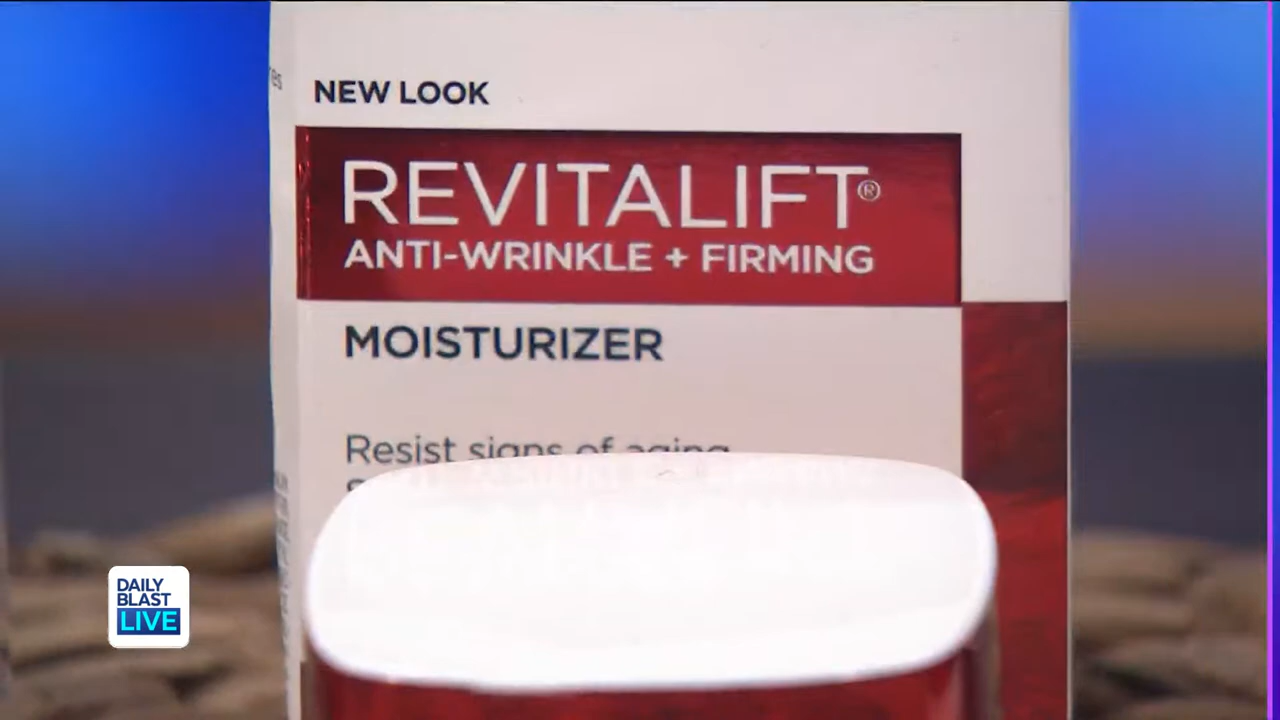 NEW LOOK
REVITALIFT®
ANTI-WRINKLE + FIRMING
MOISTURIZER
Resist signs of aging
DAILY
BLAST
LIVE